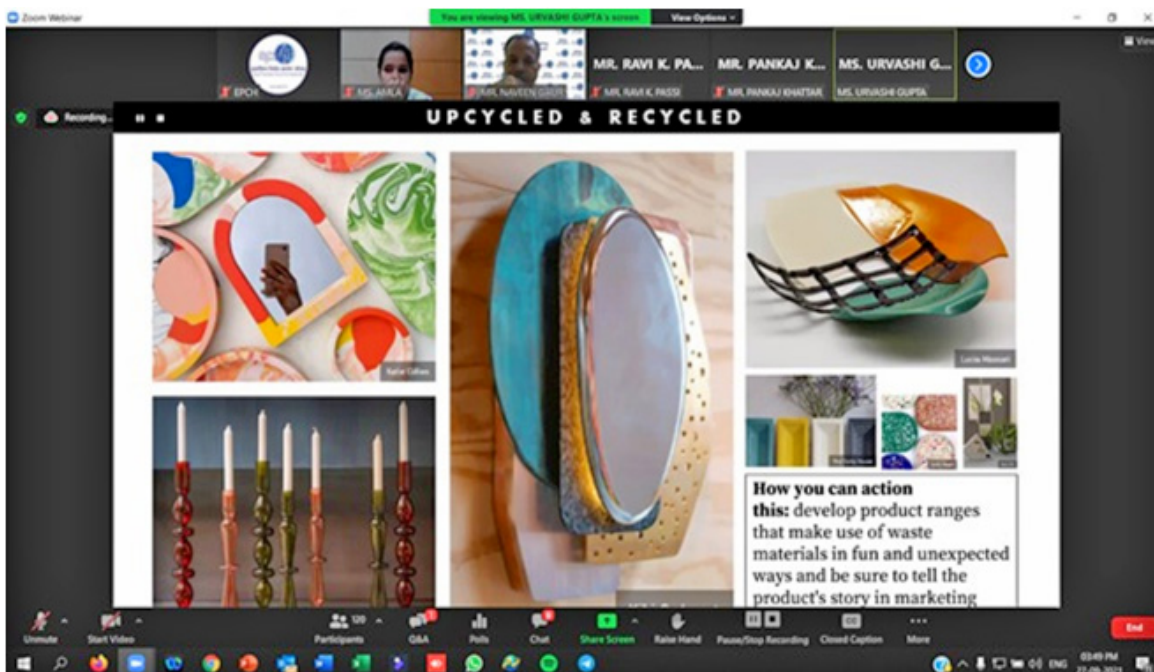 Zoom Webinar
You are viewing MS. URVASHI GUPTA's screen
View Options
View
MR. RAVI K. PA...
MR. PANKAJ K...
MS. URVASHI G...
EPCH
MS. AMLA
MR. NAVEEN
MR. RAVI K. PASSI
MR. PANKAJ KHATTAR
MS. URVASHI GUPTA
Recording...
UPCYCLED & RECYCLED
How you can action
this: develop product ranges
that make use of waste
materials in fun and unexpected
ways and be sure to tell the
product's story in marketing
Unmute
Start Video
Participants
120
Q&A
Polls
Chat
Share Screen
Raise Hand
Pause/Stop Recording
Closed Caption
More
End
ENG
03:49 PM